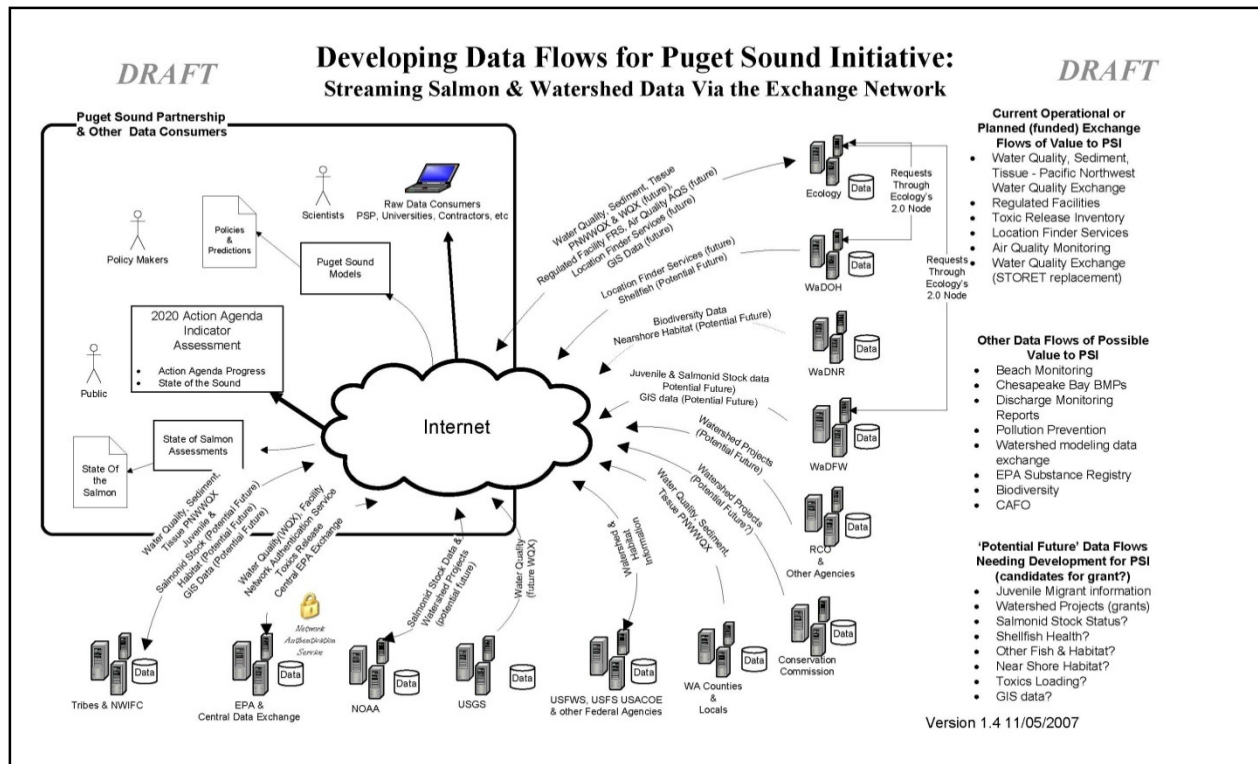 DRAFT
Developing Data Flows for Puget Sound Initiative:
Streaming Salmon & Watershed Data Via the Exchange Network
DRAFT
Puget Sound Partnership
& Other Data Consumers
Policy Makers
Policies
&
Predictions
Scientists
Raw Data Consumers
PSP, Universities, Contractors, etc
Puget Sound
Models
2020 Action Agenda
Indicator
Assessment
• Action Agenda Progress
• State of the Sound
Public
State of Salmon
Assessments
State Of
the
Salmon
Internet
Water Quality, Sediment, Tissue
PNWWQX & WQX (future),
Regulated Facility FRS, Air Quality AQS (future)
Location Finder Services (future)
GIS Data (future)
Location Finder Services (future)
Shellfish (Potential Future)
Biodiversity Data
Nearshore Habitat (Potential Future)
Juvenile & Salmonid Stock data
Potential Future)
GIS data (Potential Future)
Watershed Projects
(Potential Future)
Watershed Projects
(Potential Future?)
Water Quality, Sediment,
Tissue PNWWQX
Watershed &
Habitat
Information
Water Quality
(future WQX)
Salmonid Stock Data &
Watershed Projects
(potential future)
Water Quality(WQX), Facility
Network Authentication Service
Toxics Release
Central EPA Exchange
Water Quality, Sediment,
Tissue PNWWQX
Juvenile &
Salmonid Stock (Potential Future)
Habitat (Potential Future)
GIS Data (Potential Future)
Data
Ecology
Data
WaDOH
Data
WaDNR
Data
WaDFW
Data
RCO
&
Other Agencies
Data
Conservation
Commission
Data
WA Counties
&
Locals
Data
USFWS, USFS USACOE
& other Federal Agencies
Data
USGS
Data
NOAA
Network
Authentication
Service
Data
EPA &
Central Data Exchange
Data
Tribes & NWIFC
Requests
Through
Ecology's
2.0 Node
Requests
Through
Ecology's
2.0 Node
Current Operational or
Planned (funded) Exchange
Flows of Value to PSI
• Water Quality, Sediment,
Tissue - Pacific Northwest
Water Quality Exchange
• Regulated Facilities
• Toxic Release Inventory
• Location Finder Services
• Air Quality Monitoring
• Water Quality Exchange
(STORET replacement)
Other Data Flows of Possible
Value to PSI
• Beach Monitoring
• Chesapeake Bay BMPs
• Discharge Monitoring
Reports
• Pollution Prevention
• Watershed modeling data
exchange
• EPA Substance Registry
• Biodiversity
• CAFO
'Potential Future' Data Flows
Needing Development for PSI
(candidates for grant?)
• Juvenile Migrant information
• Watershed Projects (grants)
• Salmonid Stock Status?
• Shellfish Health?
• Other Fish & Habitat?
• Near Shore Habitat?
• Toxics Loading?
• GIS data?
Version 1.4 11/05/2007